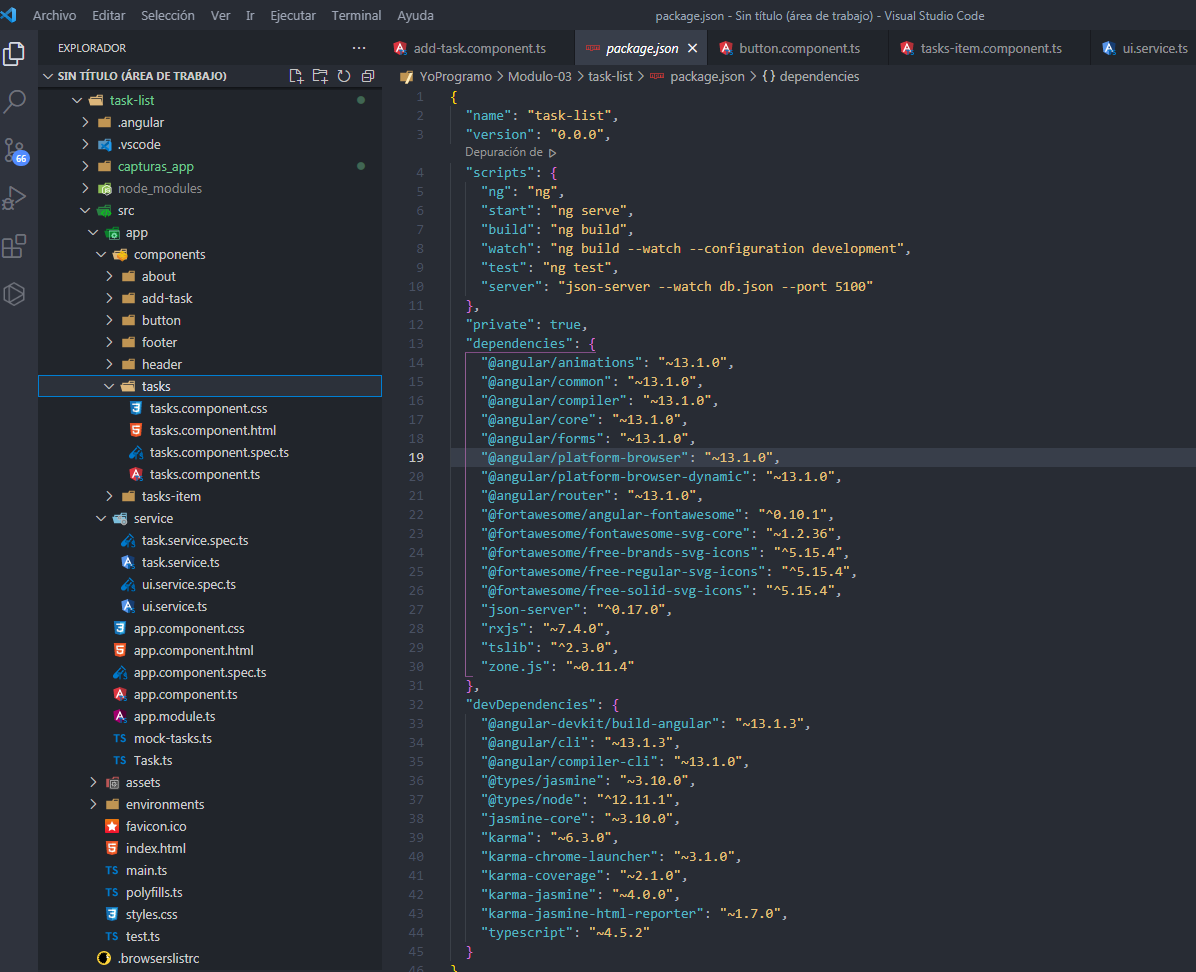 Archivo Editar Selección Ver Ir Ejecutar Terminal Ayuda
package.json - Sin título (área de trabajo) - Visual Studio Code
EXPLORADOR
SIN TÍTULO (ÁREA DE TRABAJO)
66
task-list
.angular
.vscode
capturas_app
node_modules
src
app
components
about
add-task
button
footer
header
tasks
tasks.component.css
tasks.component.html
tasks.component.spec.ts
tasks.component.ts
tasks-item
service
task.service.spec.ts
task.service.ts
ui.service.spec.ts
ui.service.ts
app.component.css
app.component.html
app.component.spec.ts
app.component.ts
app.module.ts
TS mock-tasks.ts
TS Task.ts
assets
environments
favicon.ico
index.html
TS main.ts
TS polyfills.ts
styles.css
TS test.ts
.browserslistrc
add-task.component.ts package.json button.component.ts tasks-item.component.ts ui.service.ts
YoProgramo > Modulo-03 > task-list > package.json > {} dependencies
1 {
2 "name": "task-list",
3 "version": "0.0.0",
Depuración de
4 "scripts": {
5 "ng": "ng",
6 "start": "ng serve",
7 "build": "ng build",
8 "watch": "ng build --watch --configuration development",
9 "test": "ng test",
10 "server": "json-server --watch db.json --port 5100"
11 },
12 "private": true,
13 "dependencies": {
14 "@angular/animations": "~13.1.0",
15 "@angular/common": "~13.1.0",
16 "@angular/compiler": "~13.1.0",
17 "@angular/core": "~13.1.0",
18 "@angular/forms": "~13.1.0",
19 "@angular/platform-browser": "~13.1.0",
20 "@angular/platform-browser-dynamic": "~13.1.0",
21 "@angular/router": "~13.1.0",
22 "@fortawesome/angular-fontawesome": "^0.10.1",
23 "@fortawesome/fontawesome-svg-core": "~1.2.36",
24 "@fortawesome/free-brands-svg-icons": "^5.15.4",
25 "@fortawesome/free-regular-svg-icons": "^5.15.4",
26 "@fortawesome/free-solid-svg-icons": "^5.15.4",
27 "json-server": "^0.17.0",
28 "rxjs": "~7.4.0",
29 "tslib": "^2.3.0",
30 "zone.js": "~0.11.4"
31 },
32 "devDependencies": {
33 "@angular-devkit/build-angular": "~13.1.3",
34 "@angular/cli": "~13.1.3",
35 "@angular/compiler-cli": "~13.1.0",
36 "@types/jasmine": "~3.10.0",
37 "@types/node": "^12.11.1",
38 "jasmine-core": "~3.10.0",
39 "karma": "~6.3.0",
40 "karma-chrome-launcher": "~3.1.0",
41 "karma-coverage": "~2.1.0",
42 "karma-jasmine": "~4.0.0",
43 "karma-jasmine-html-reporter": "~1.7.0",
44 "typescript": "~4.5.2"
45 }
46 }